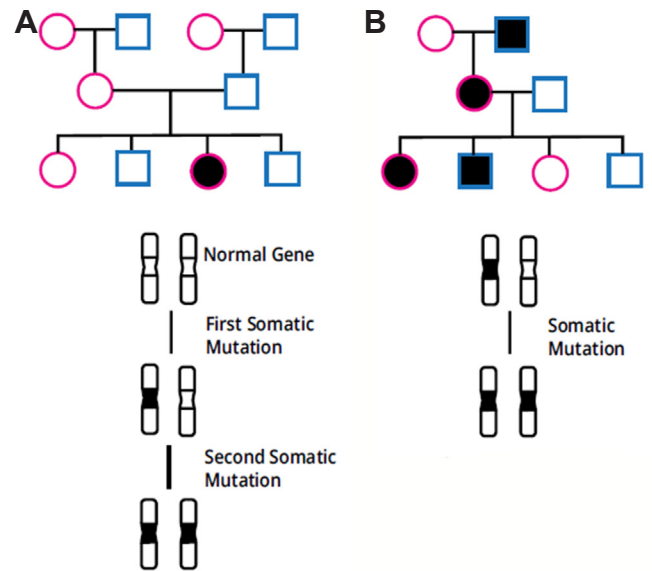 A
B
Normal Gene
First Somatic
Mutation
Somatic
Mutation
Second Somatic
Mutation